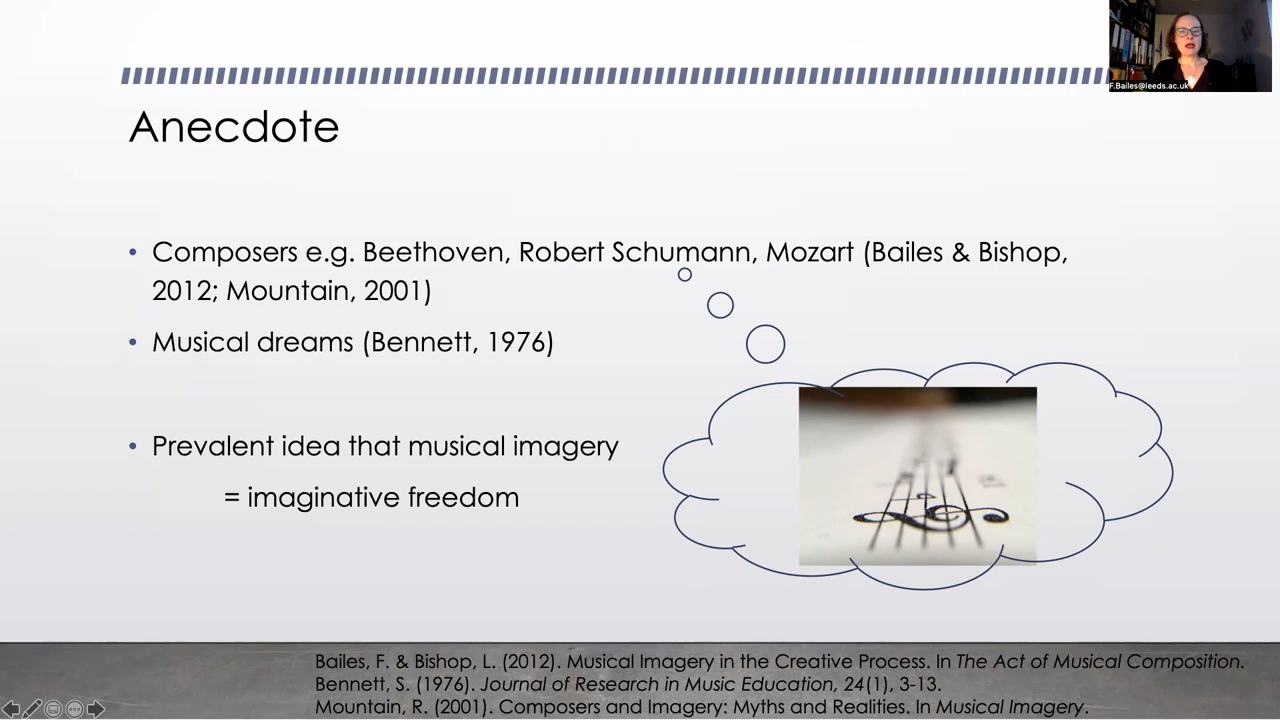 F.Bailes@leeds.ac.uk
Anecdote
• Composers e.g. Beethoven, Robert Schumann, Mozart (Bailes & Bishop,
2012; Mountain, 2001)
• Musical dreams (Bennett, 1976)
• Prevalent idea that musical imagery
= imaginative freedom
Bailes, F. & Bishop, L. (2012). Musical Imagery in the Creative Process. In The Act of Musical Composition.
Bennett, S. (1976). Journal of Research in Music Education, 24(1), 3-13.
Mountain, R. (2001). Composers and Imagery: Myths and Realities. In Musical Imagery.